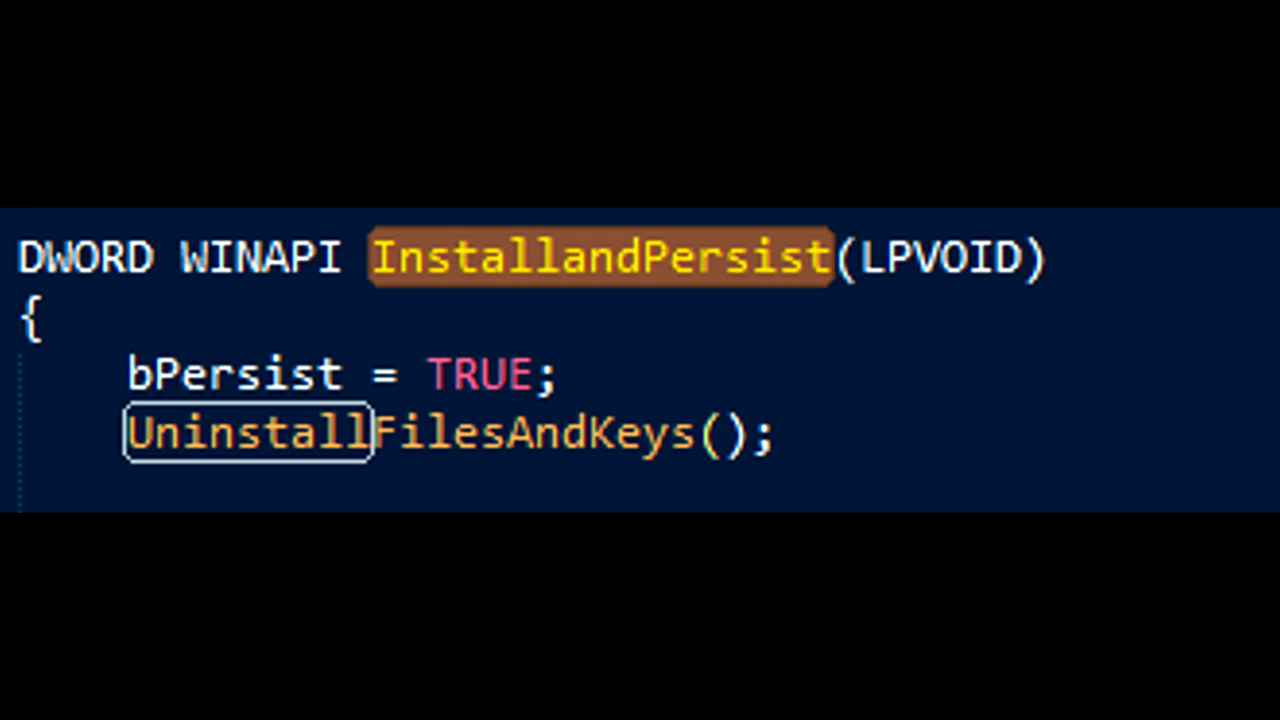 DWORD WINAPI InstallandPersist(LPVOID)
{
bPersist = TRUE;
UninstallFilesAndKeys();